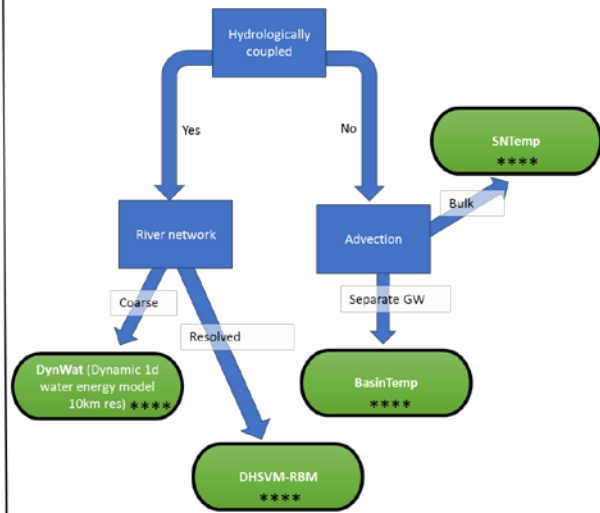 Hydrologically
coupled
Yes
No
SNTemp
****
Bulk
River network
Advection
Coarse
Separate GW
Resolved
DynWat (Dynamic 1d
water energy model
10km res) ****
BasinTemp
****
DHSVM-RBM
****